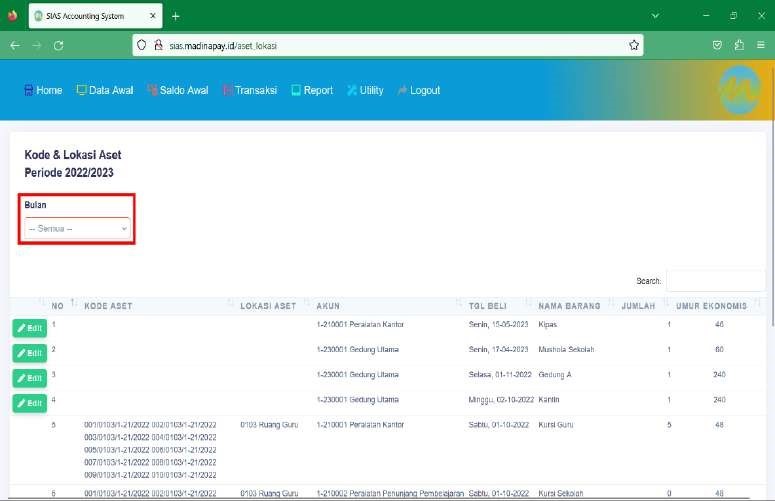 SIAS Accounting System
sias.madinapay.id/aset_lokasi
Home Data Awal Saldo Awal Transaksi Report Utility Logout
Kode & Lokasi Aset
Periode 2022/2023
Bulan
-- Semua --
Search:
NO KODE ASET LOKASI ASET AKUN TGL BELI NAMA BARANG JUMLAH UMUR EKONOMIS
Edit 1 1-210001 Peralatan Kantor Senin, 15-05-2023 Kipas 1 46
Edit 2 1-230001 Gedung Utama Senin, 17-04-2023 Mushola Sekolah 1 60
Edit 3 1-230001 Gedung Utama Selasa, 01-11-2022 Gedung A 1 240
Edit 4 1-230001 Gedung Utama Minggu, 02-10-2022 Kantin 1 240
5 001/0103/1-21/2022 002/0103/1-21/2022 0103 Ruang Guru 1-210001 Peralatan Kantor Sabtu, 01-10-2022 Kursi Guru 5 48
003/0103/1-21/2022 004/0103/1-21/2022
005/0103/1-21/2022 006/0103/1-21/2022
007/0103/1-21/2022 008/0103/1-21/2022
009/0103/1-21/2022 010/0103/1-21/2022
6 001/0103/1-21/2022 002/0103/1-21/2022 0103 Ruang Guru 1-210002 Peralatan Penunjang Pembelajaran Sabtu, 01-10-2022 Kursi Sekolah 0 48